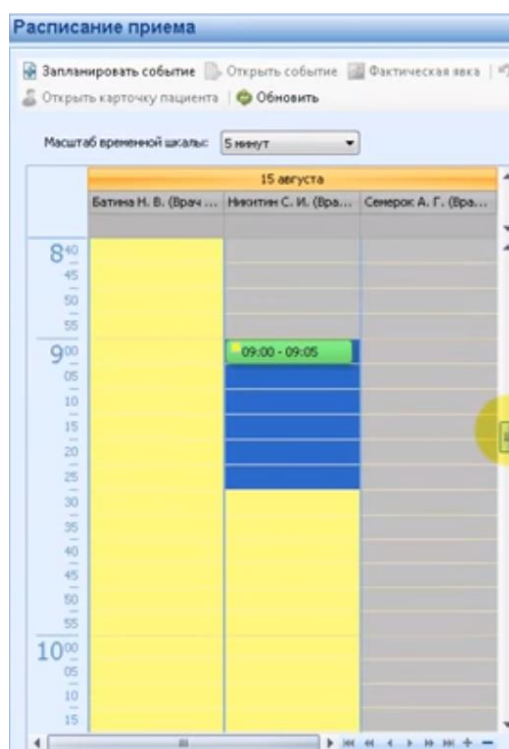 Расписание приема
Запланировать событие Открыть событие Фактическая явка
Открыть карточку пациента Обновить
Масштаб временной шкалы: 5 минут
15 августа
Батина Н. В. (Врач ... Никитин С. И. (Вра... Семерок А. Г. (Вра...
8 40
45
50
55
9 00 09:00 - 09:05
05
10
15
20
25
30
35
40
45
50
55
10 00
05
10
15